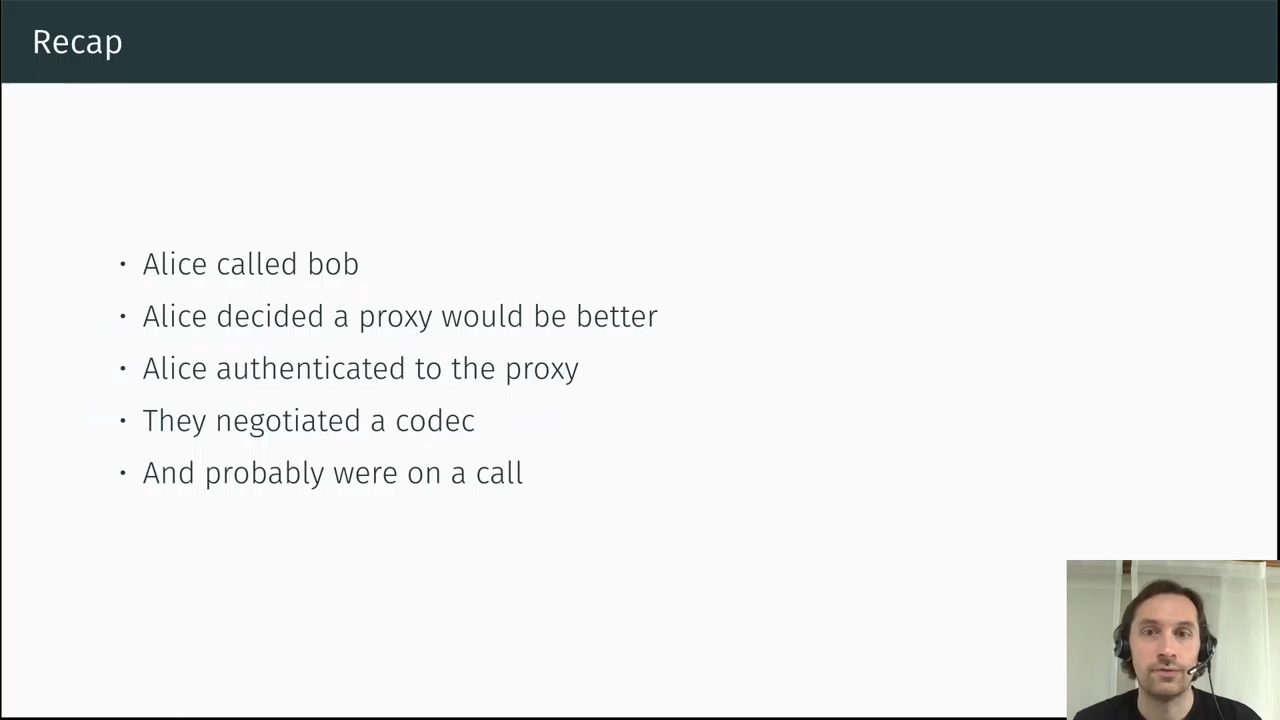 Recap
• Alice called bob
• Alice decided a proxy would be better
• Alice authenticated to the proxy
• They negotiated a codec
• And probably were on a call